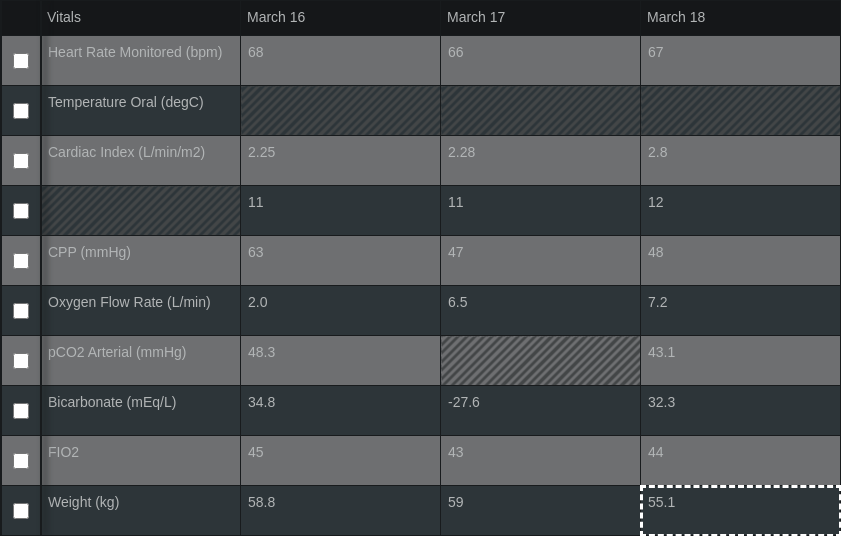 Vitals March 16 March 17 March 18
Heart Rate Monitored (bpm) 68 66 67
Temperature Oral (degC)
Cardiac Index (L/min/m2) 2.25 2.28 2.8
11 11 12
CPP (mmHg) 63 47 48
Oxygen Flow Rate (L/min) 2.0 6.5 7.2
pCO2 Arterial (mmHg) 48.3 43.1
Bicarbonate (mEq/L) 34.8 -27.6 32.3
FIO2 45 43 44
Weight (kg) 58.8 59 55.1